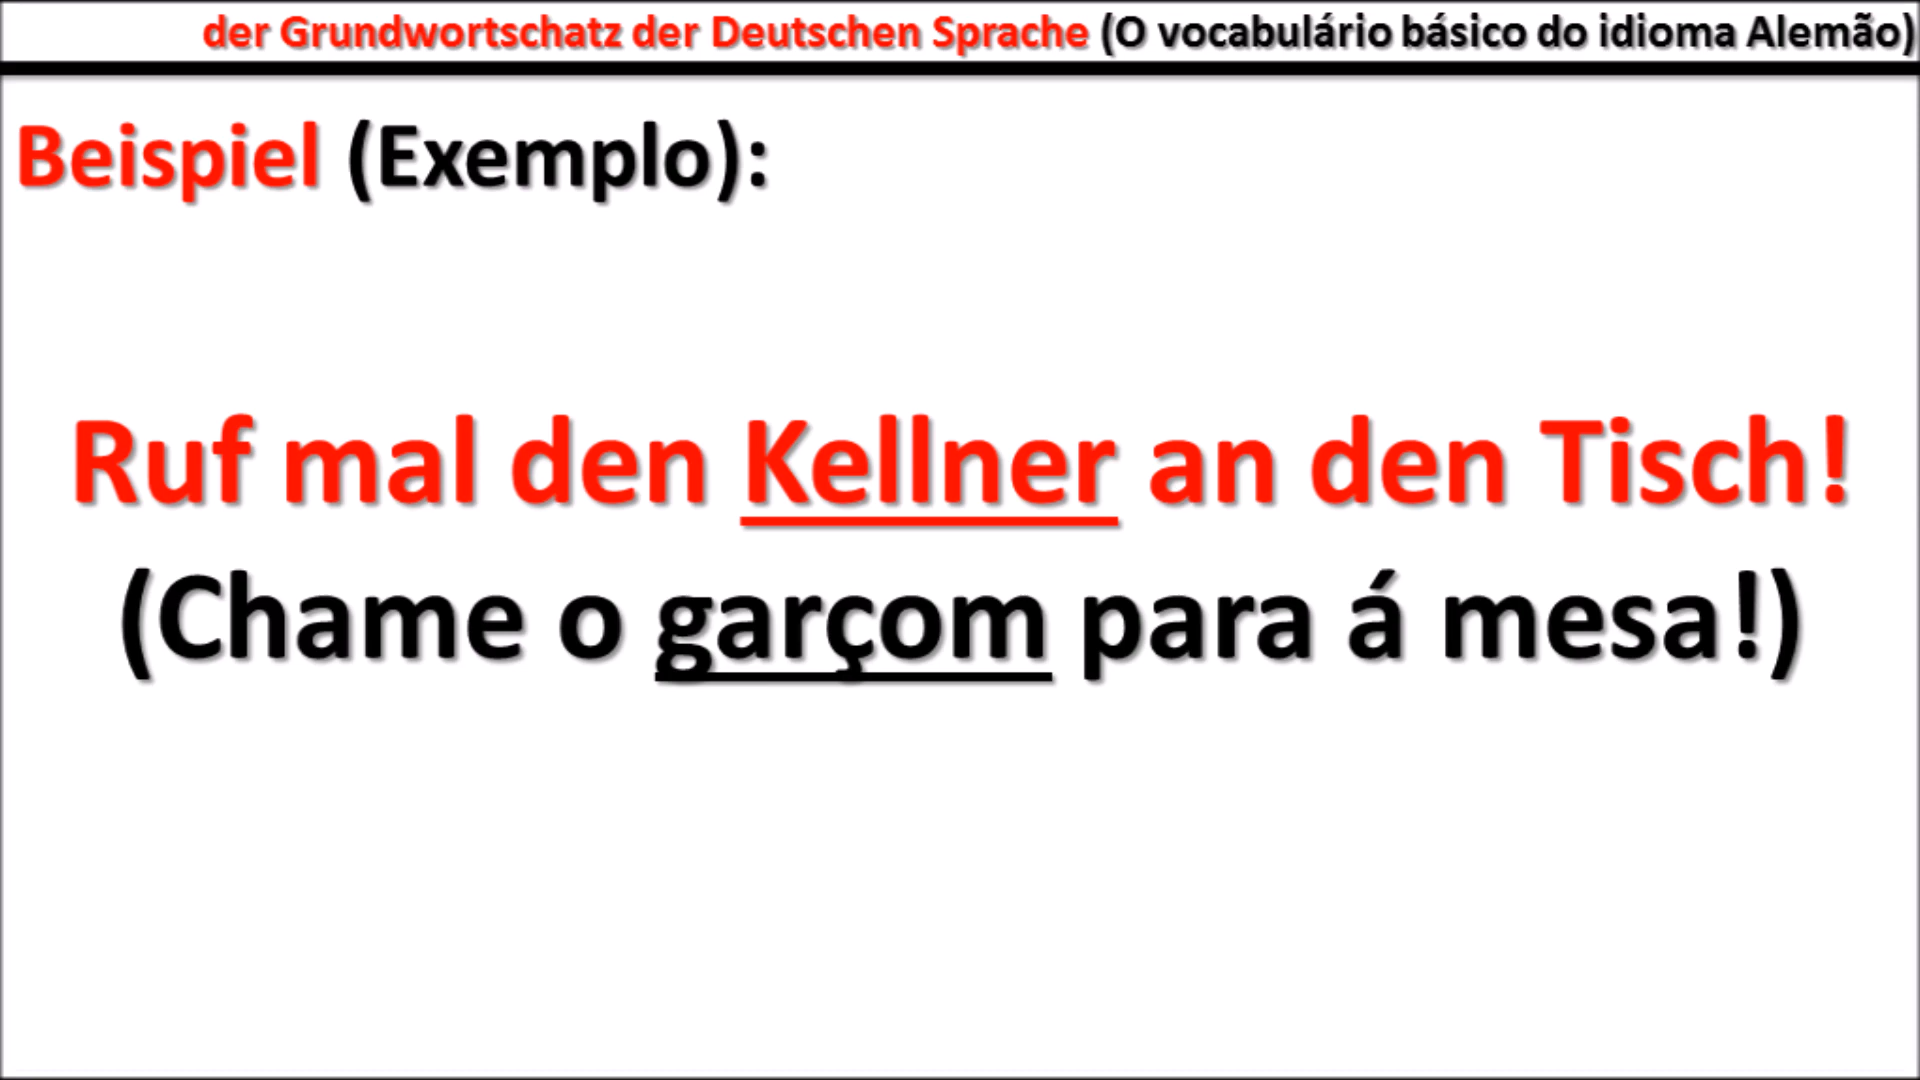 der Grundwortschatz der Deutschen Sprache (O vocabulário básico do idioma Alemão)
Beispiel (Exemplo):
Ruf mal den Kellner an den Tisch!
(Chame o garçom para á mesa!)